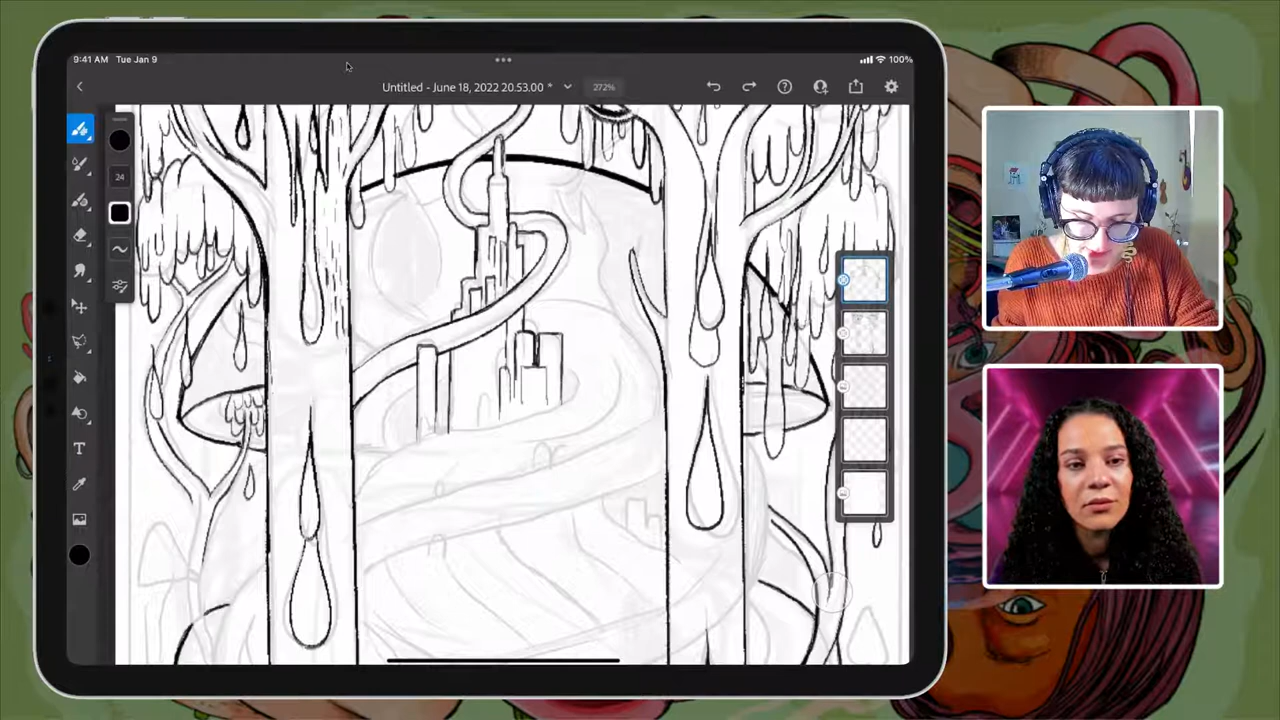 9:41 AM Tue Jan 9
100%
Untitled - June 18, 2022 20.53.00 *
272%
24
T